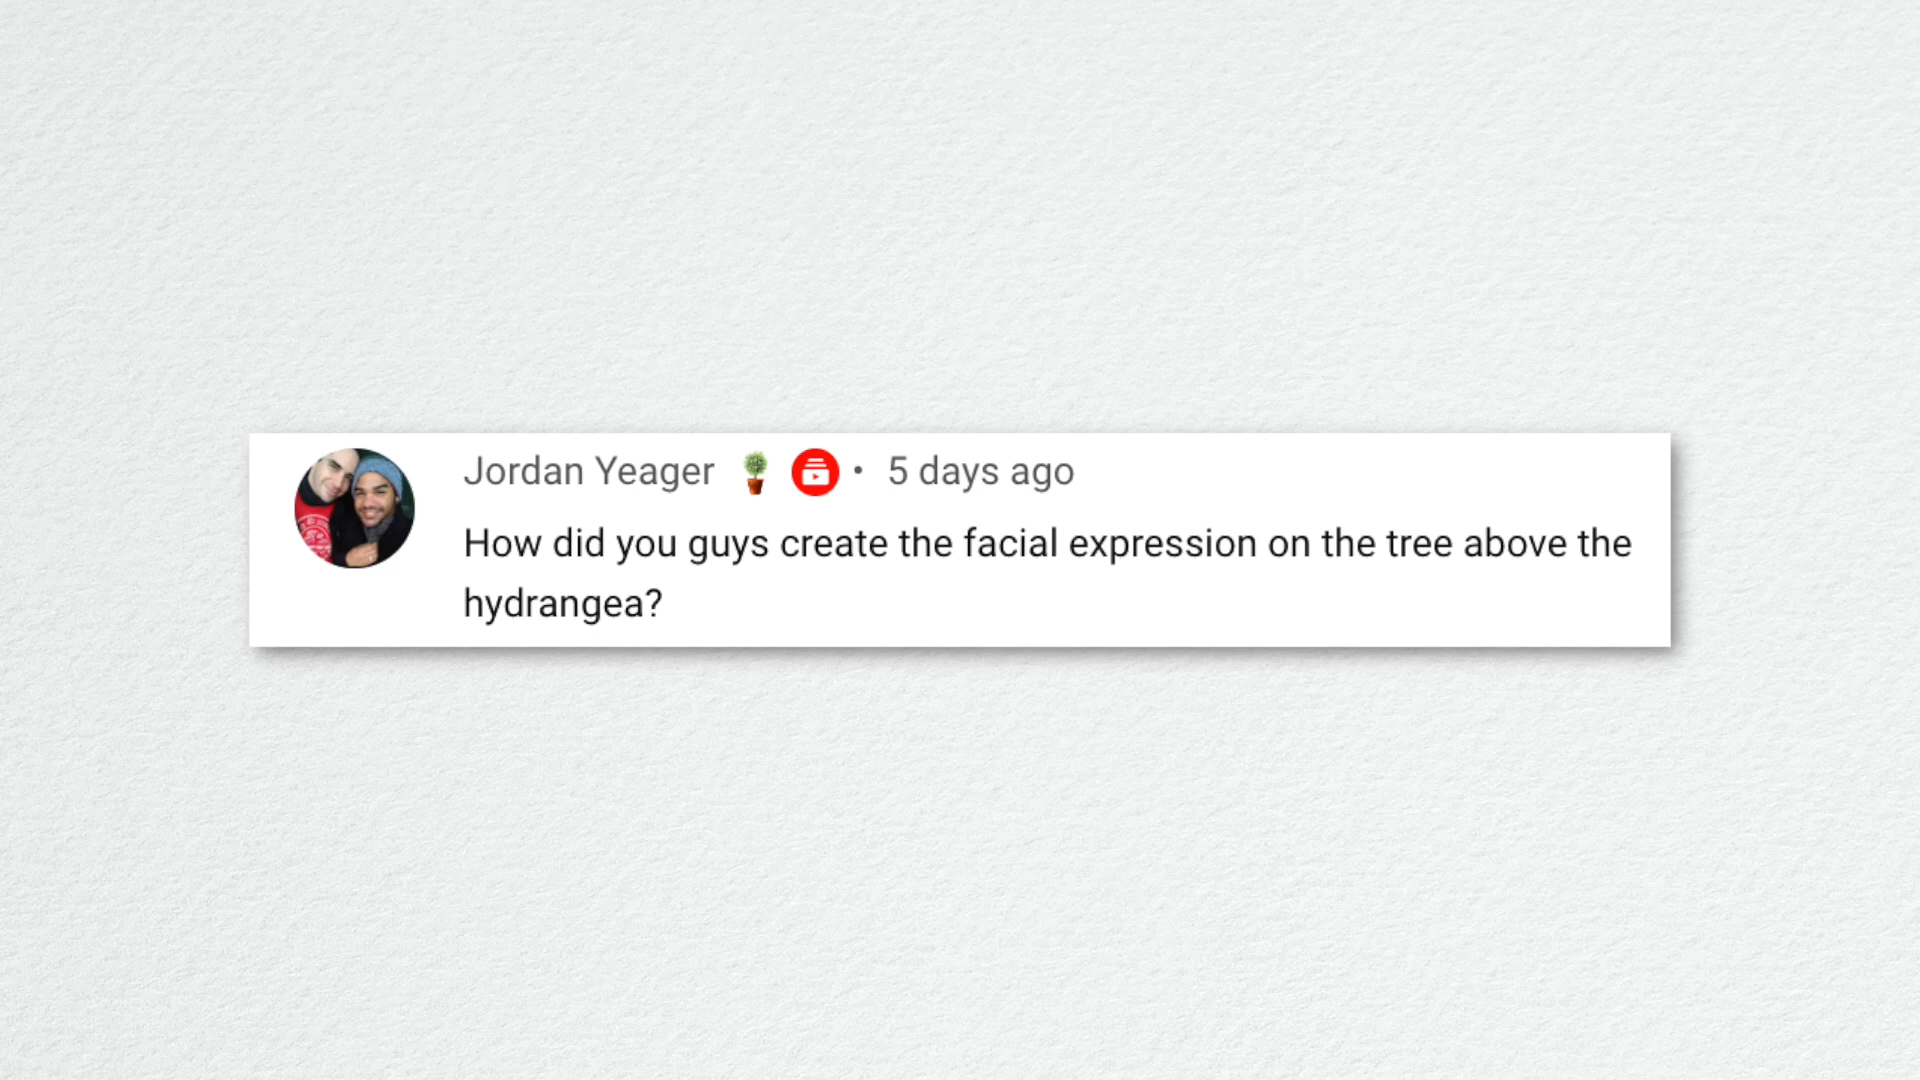 Jordan Yeager • 5 days ago
How did you guys create the facial expression on the tree above the
hydrangea?